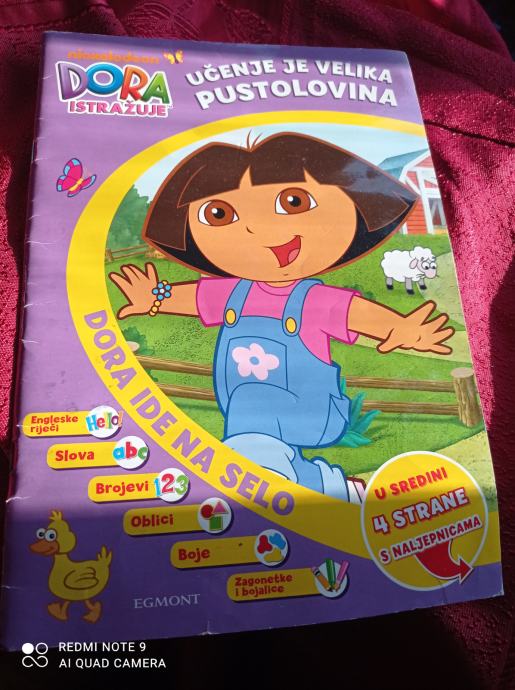 nickelodeon
DORA
ISTRAŽUJE
UČENJE JE VELIKA
PUSTOLOVINA
DORA IDE NA SELO
Engleske
riječi
Hello!
Slova
abc
Brojevi
123
Oblici
Boje
Zagonetke
i bojalice
U SREDINI
4 STRANE
S NALJEPNICAMA
EGMONT
REDMI NOTE 9
AI QUAD CAMERA